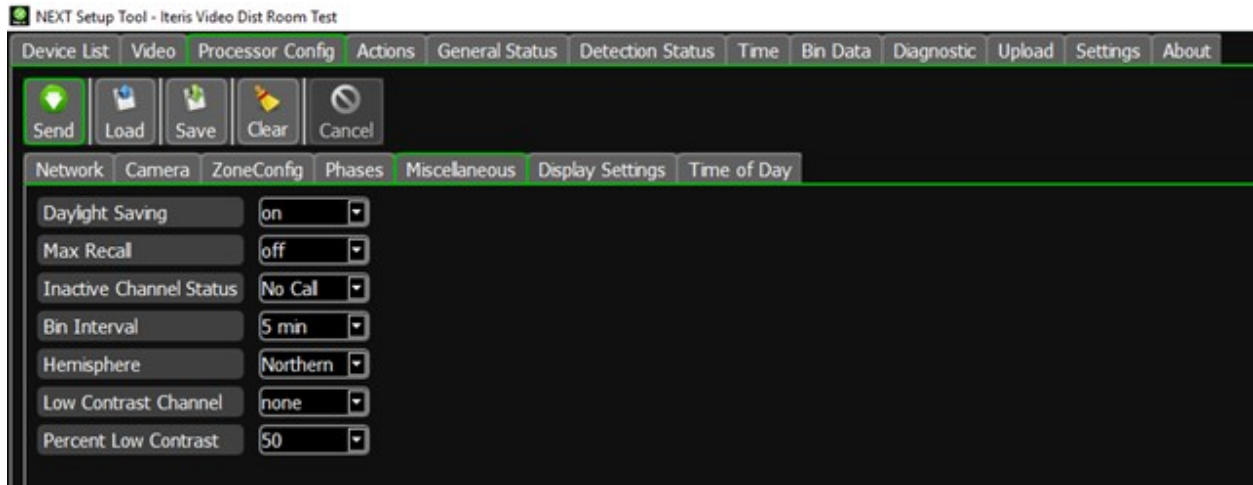 NEXT Setup Tool - Iteris Video Dist Room Test
Device List Video Processor Config Actions General Status Detection Status Time Bin Data Diagnostic Upload Settings About
Send Load Save Clear Cancel
Network Camera ZoneConfig Phases Miscellaneous Display Settings Time of Day
Daylight Saving on
Max Recall off
Inactive Channel Status No Call
Bin Interval 5 min
Hemisphere Northern
Low Contrast Channel none
Percent Low Contrast 50